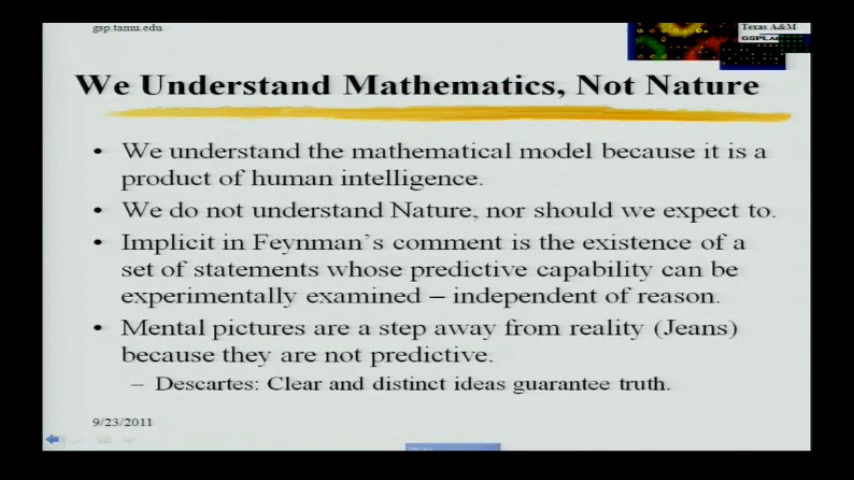 gsp.tamu.edu
Texas A&M
GSPLAB
We Understand Mathematics, Not Nature
• We understand the mathematical model because it is a
product of human intelligence.
• We do not understand Nature, nor should we expect to.
• Implicit in Feynman's comment is the existence of a
set of statements whose predictive capability can be
experimentally examined – independent of reason.
• Mental pictures are a step away from reality (Jeans)
because they are not predictive.
– Descartes: Clear and distinct ideas guarantee truth.
9/23/2011